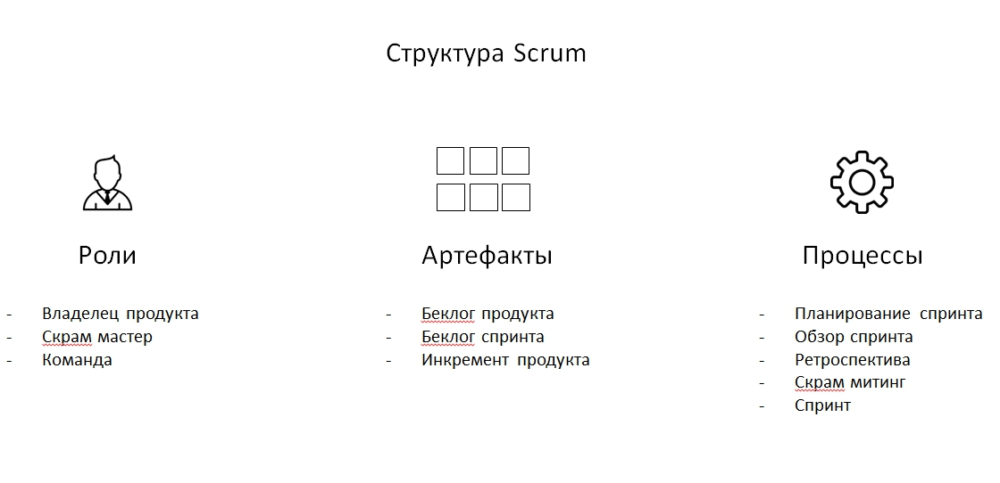 Структура Scrum
Роли
- Владелец продукта
- Скрам мастер
- Команда
Артефакты
- Беклог продукта
- Беклог спринта
- Инкремент продукта
Процессы
- Планирование спринта
- Обзор спринта
- Ретроспектива
- Скрам митинг
- Спринт